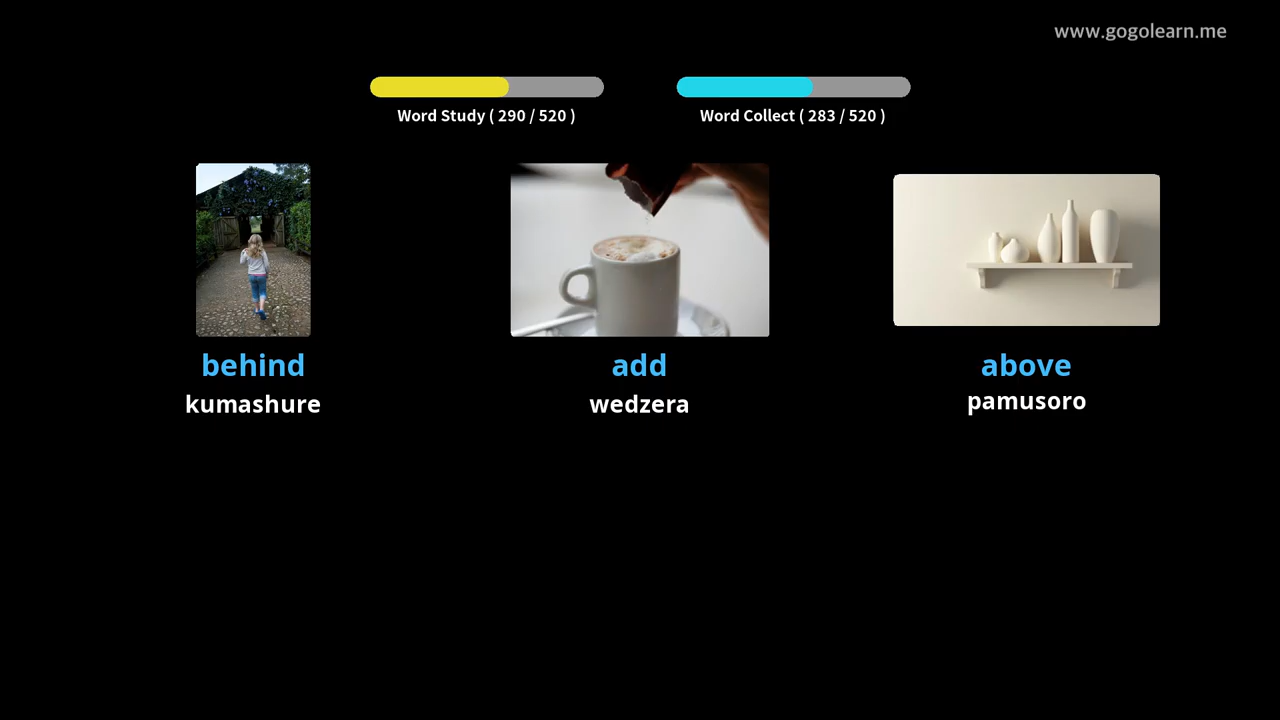 www.gogolearn.me
Word Study ( 290 / 520 )
Word Collect ( 283 / 520 )
behind
kumashure
add
wedzera
above
pamusoro